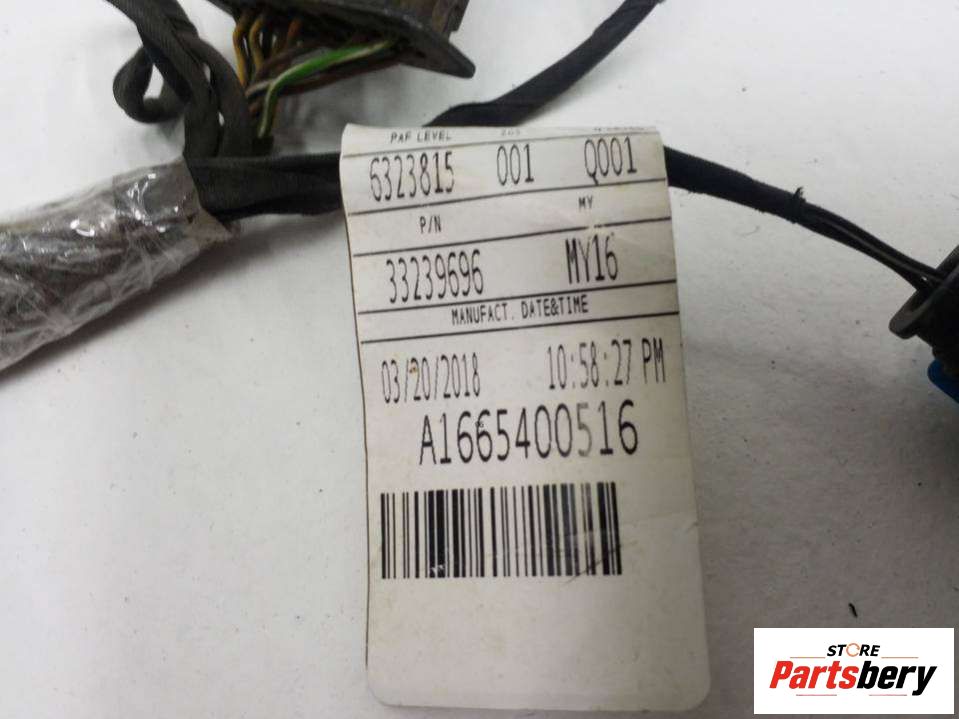 PAF LEVEL
6323815 001 Q001
P/N MY
33239696 MY16
MANUFACT. DATE&TIME
03/20/2018 10:58:27 PM
A1665400516
STORE
Partsbery